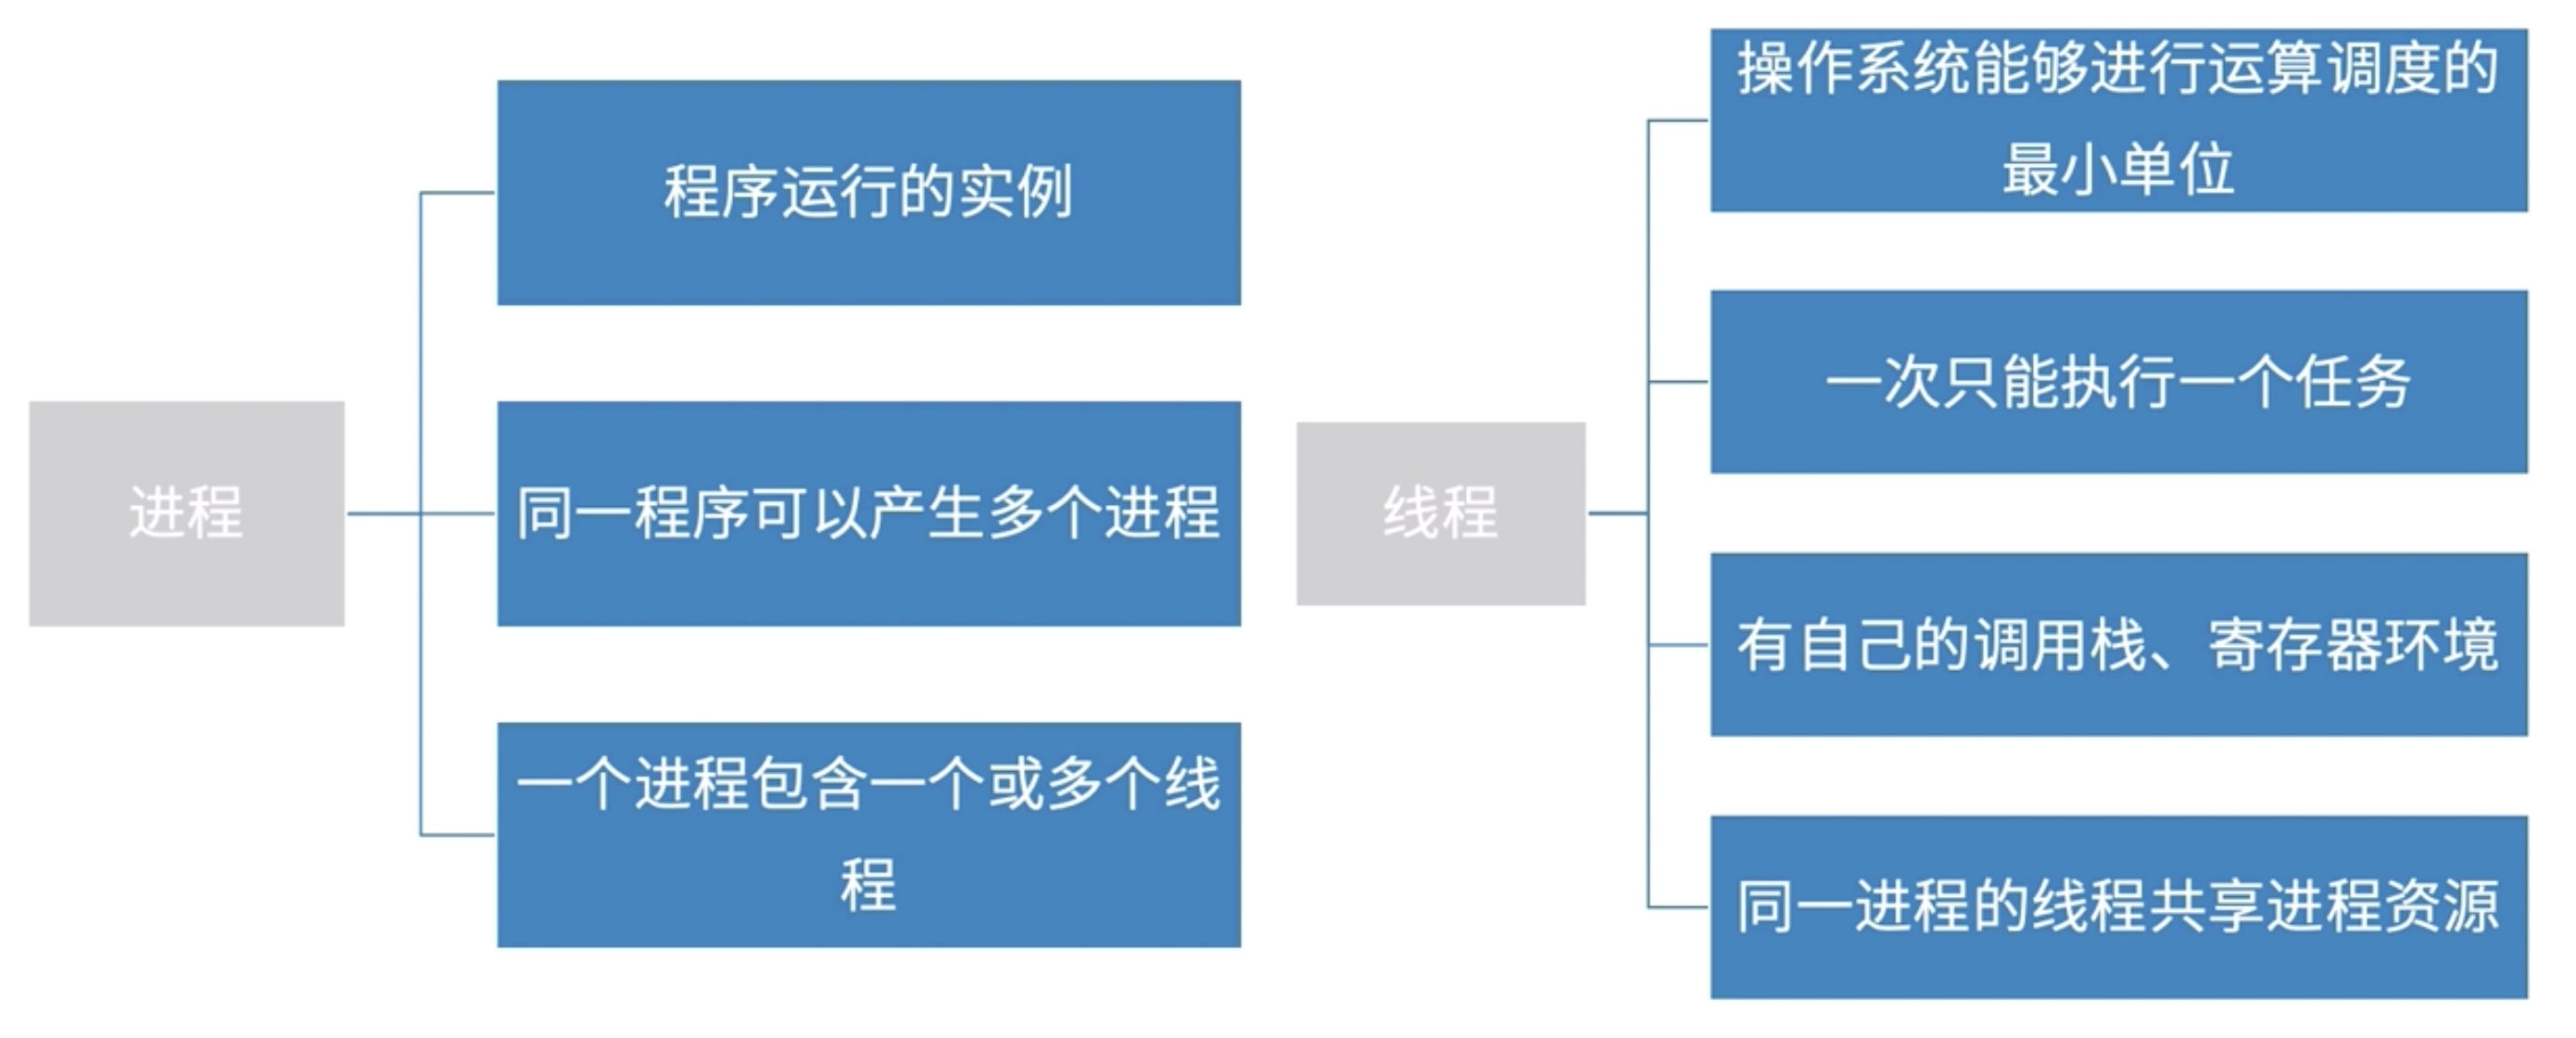 进程
程序运行的实例
同一程序可以产生多个进程
一个进程包含一个或多个线
程
线程
操作系统能够进行运算调度的
最小单位
一次只能执行一个任务
有自己的调用栈、寄存器环境
同一进程的线程共享进程资源